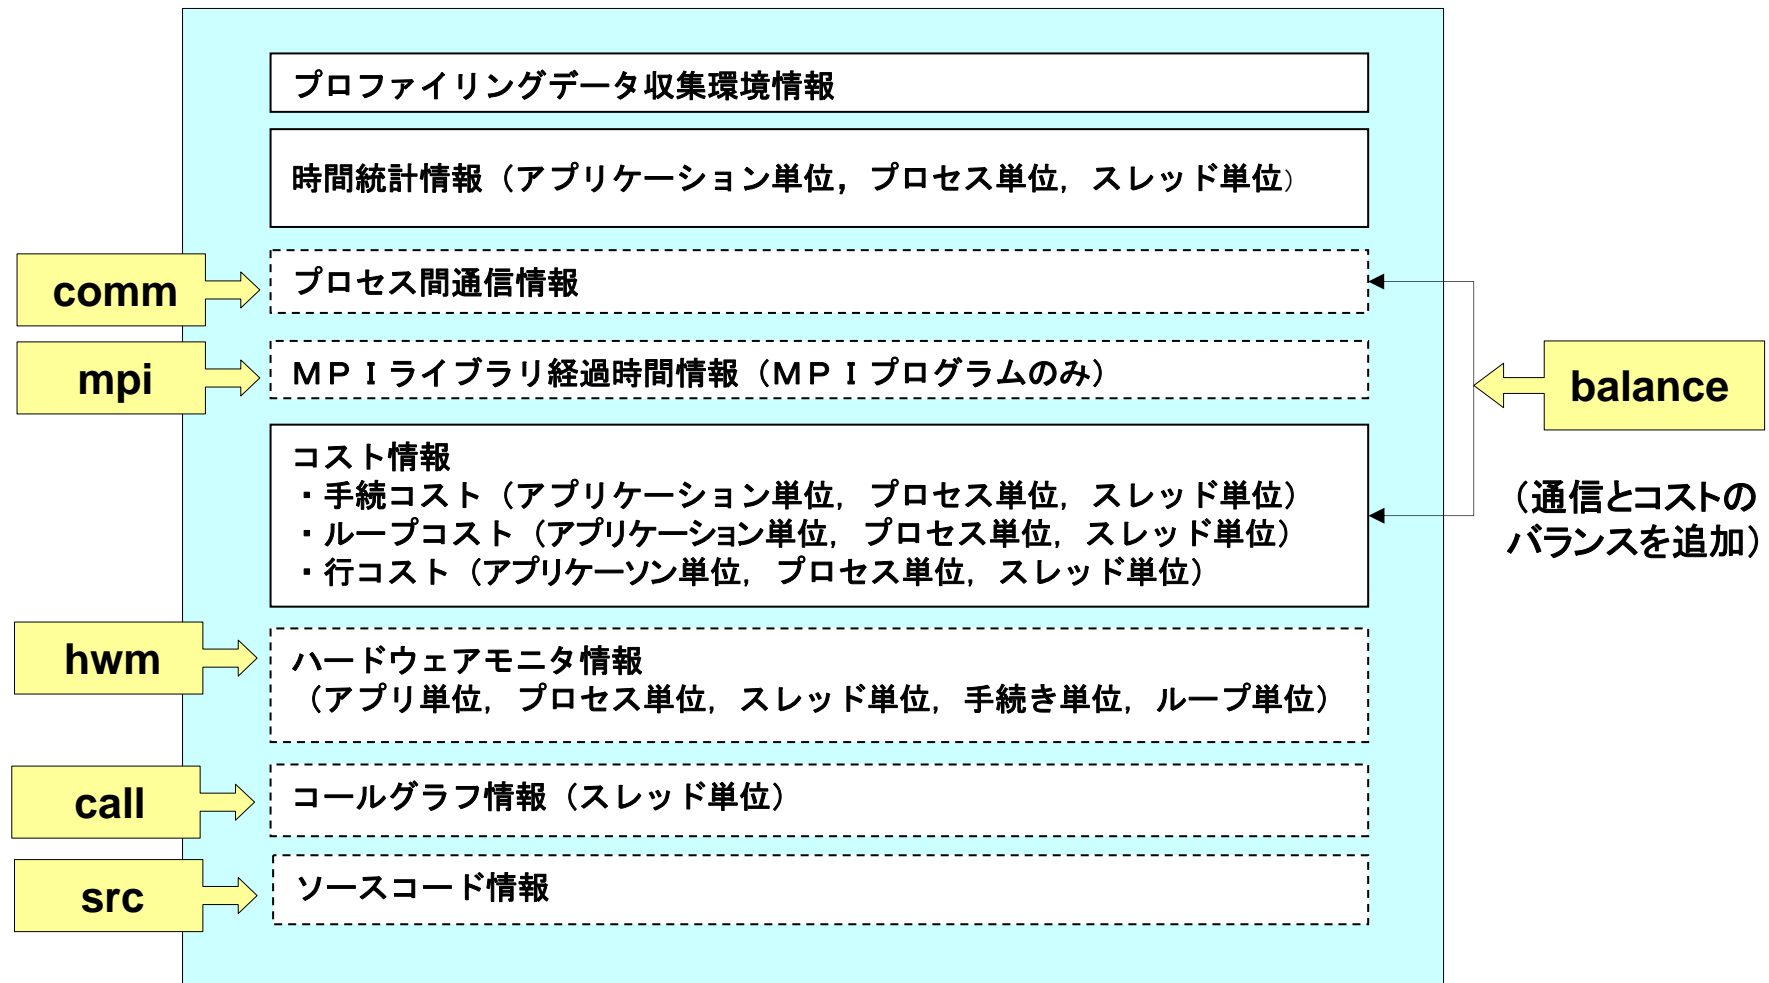 プロファイリングデータ収集環境情報
時間統計情報（アプリケーション単位，プロセス単位，スレッド単位）
comm
プロセス間通信情報
mpi
ＭＰＩライブラリ経過時間情報（ＭＰＩプログラムのみ）
balance
コスト情報
・手続コスト（アプリケーション単位，プロセス単位，スレッド単位）
・ループコスト（アプリケーション単位，プロセス単位，スレッド単位）
・行コスト（アプリケーソン単位，プロセス単位，スレッド単位）
（通信とコストの
バランスを追加）
hwm
ハードウェアモニタ情報
（アプリ単位，プロセス単位，スレッド単位，手続き単位，ループ単位）
call
コールグラフ情報（スレッド単位）
src
ソースコード情報